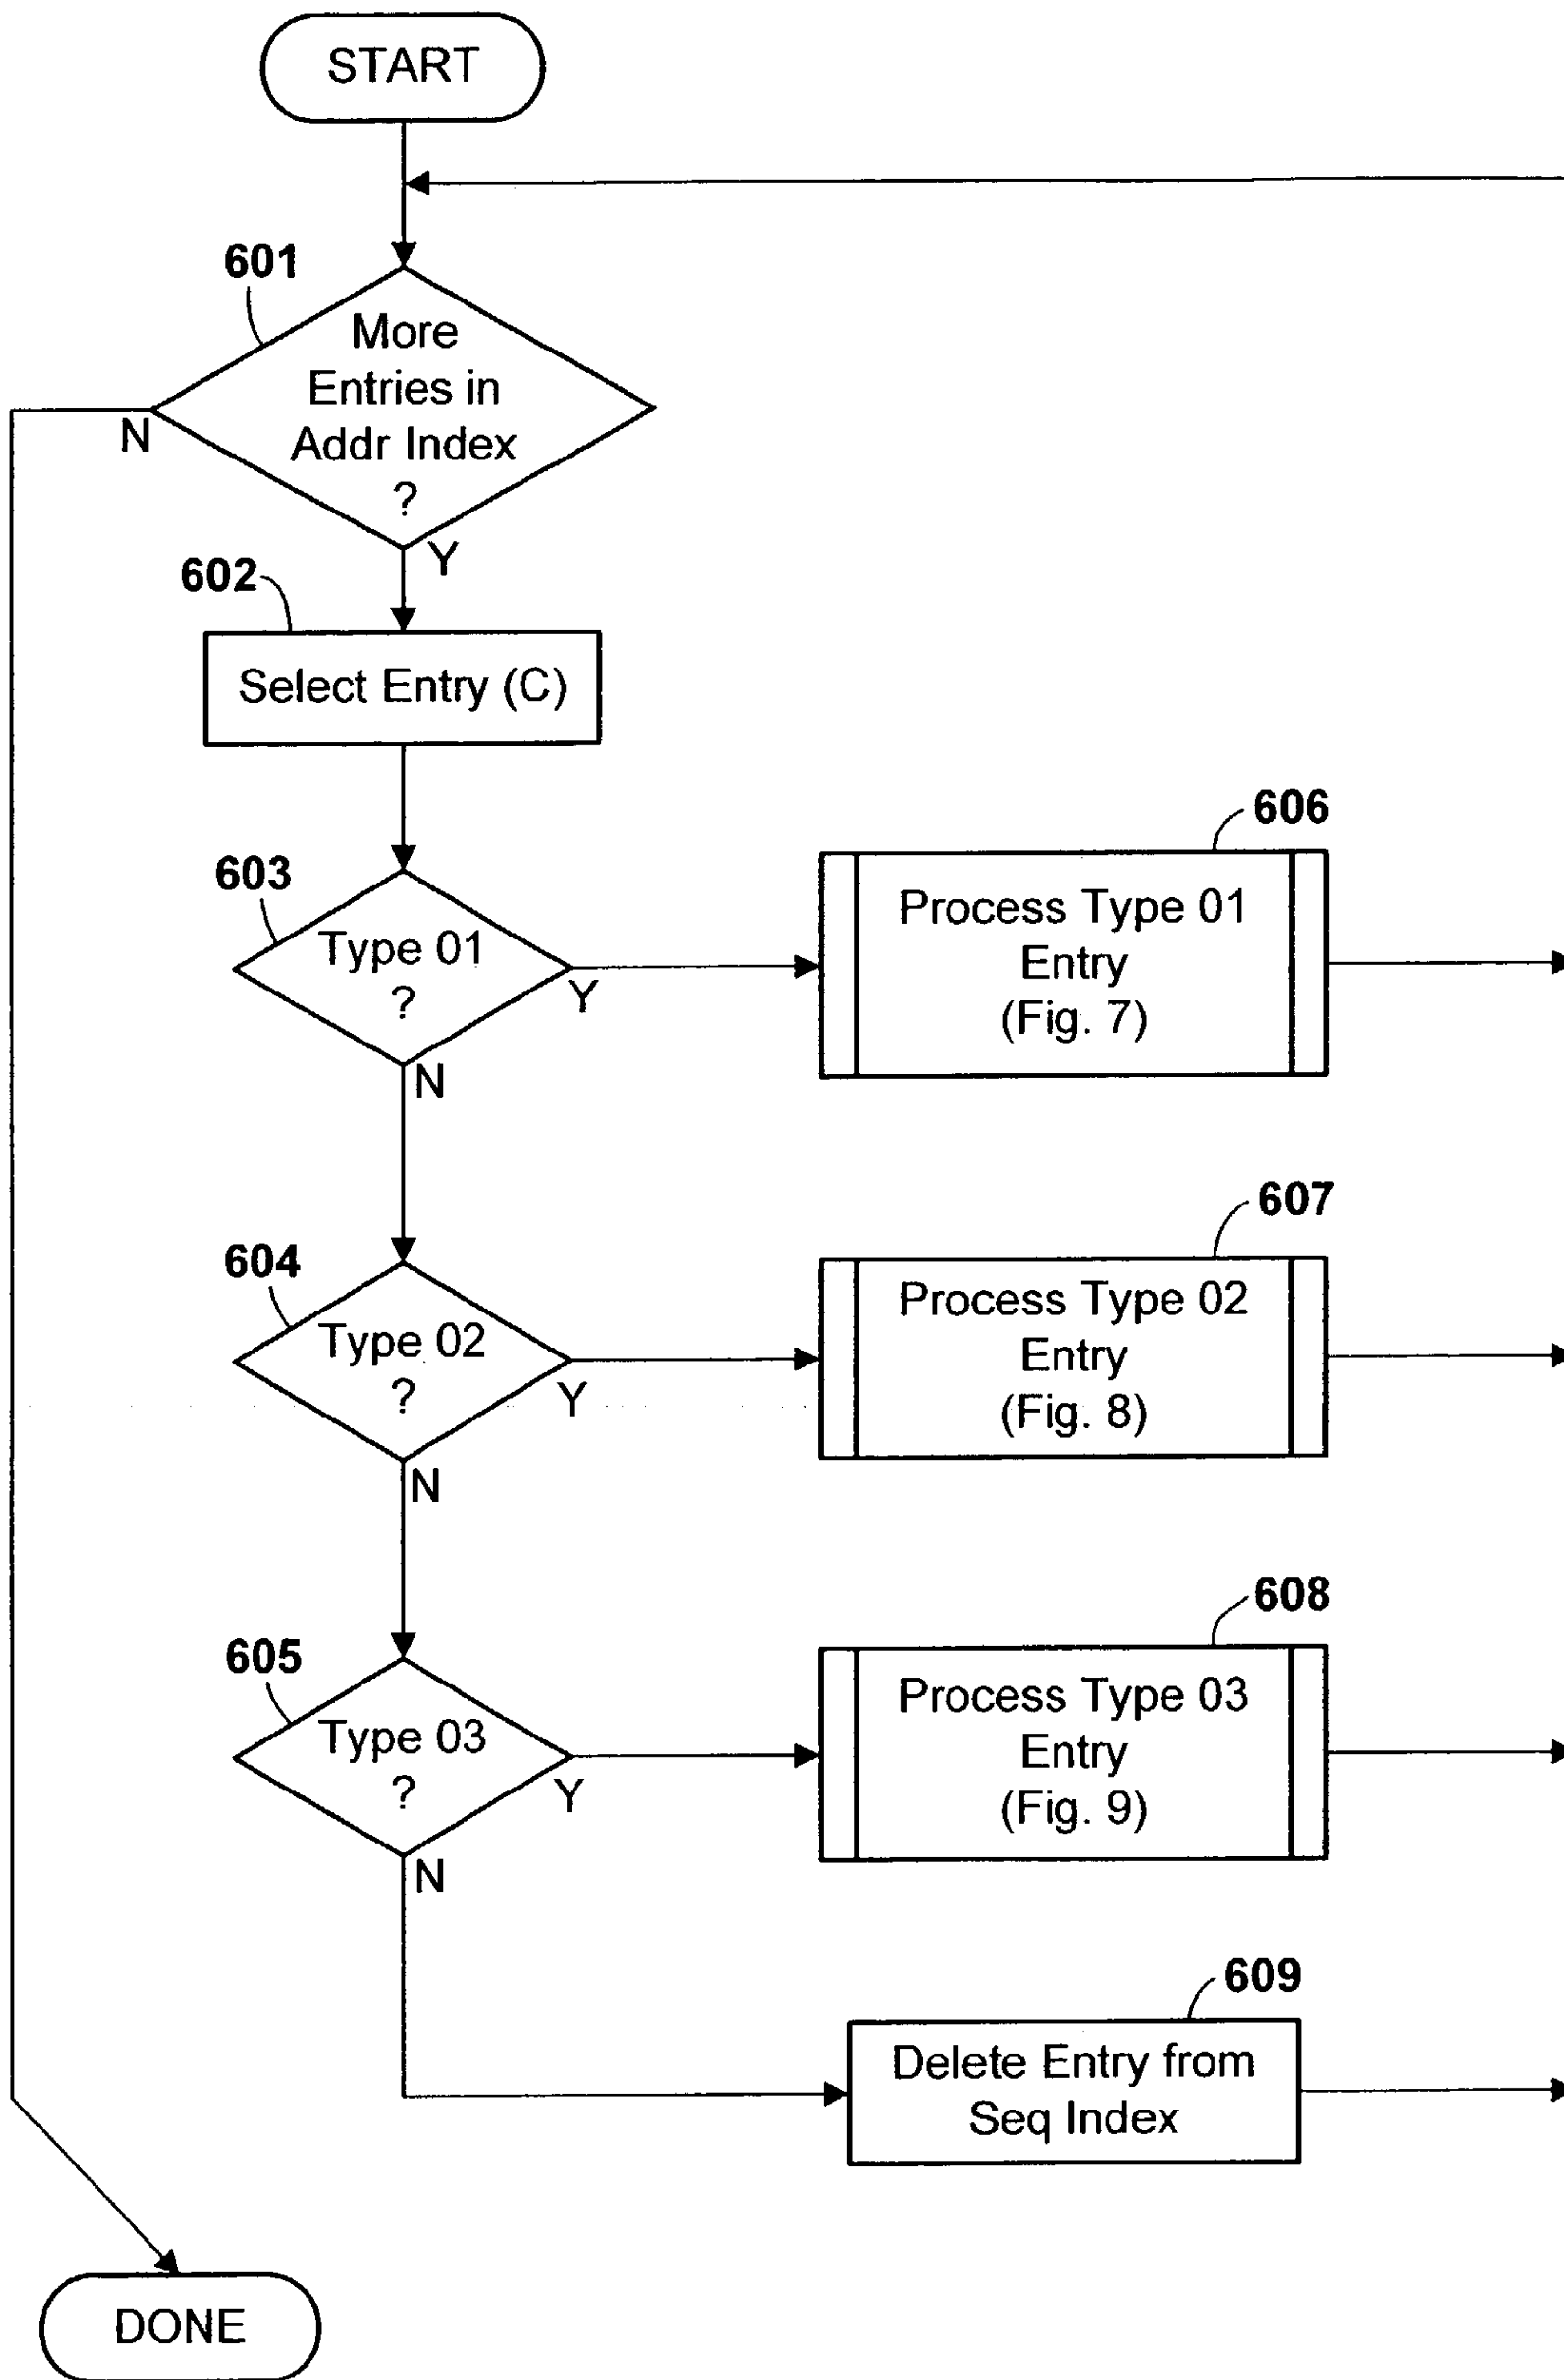 START
601
More
Entries in
Addr Index
?
N
Y
602
Select Entry (C)
603
Type 01
?
Y
N
606
Process Type 01
Entry
(Fig. 7)
604
Type 02
?
Y
N
607
Process Type 02
Entry
(Fig. 8)
605
Type 03
?
Y
N
608
Process Type 03
Entry
(Fig. 9)
609
Delete Entry from
Seq Index
DONE